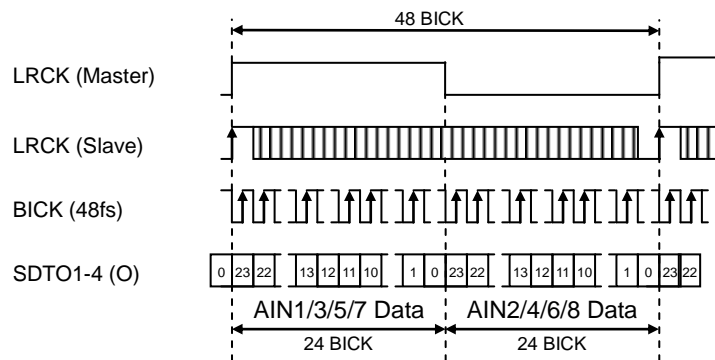 48 BICK
LRCK (Master)
LRCK (Slave)
BICK (48fs)
SDTO1-4 (O)
0 23 22 13 12 11 10 1 0 23 22 13 12 11 10 1 0 23 22
AIN1/3/5/7 Data AIN2/4/6/8 Data
24 BICK 24 BICK